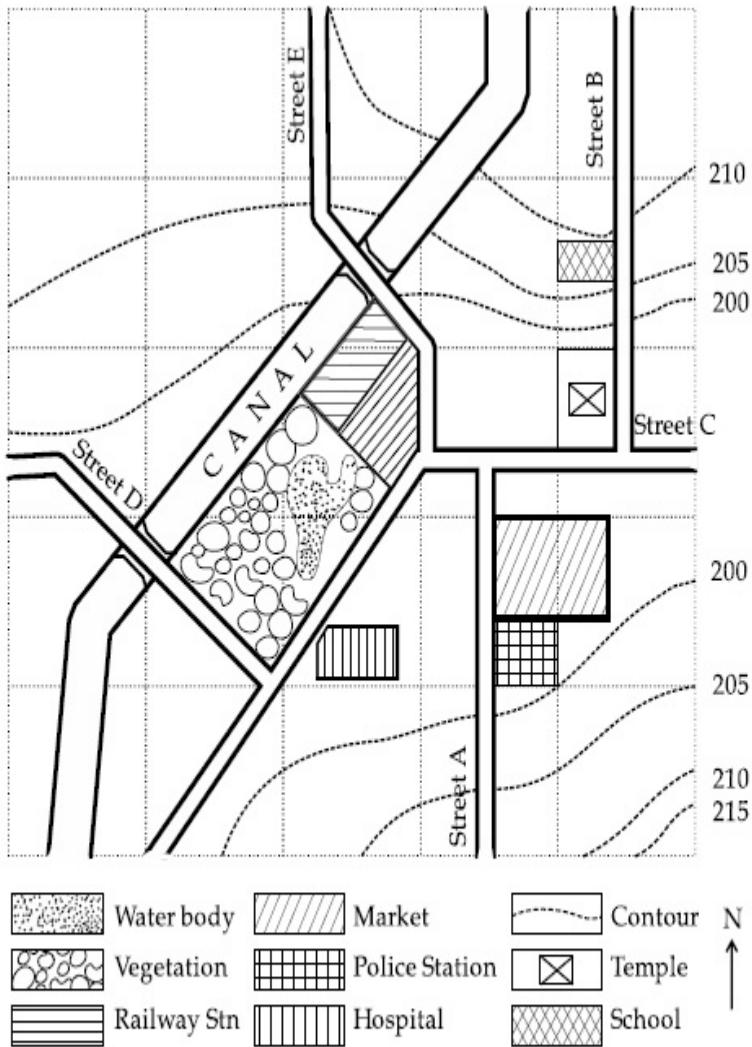 Street E
Street B
210
205
200
CANAL
Street C
Street D
200
205
210
215
Street A
Water body
Market
Contour
N
Vegetation
Police Station
Temple
Railway Stn
Hospital
School